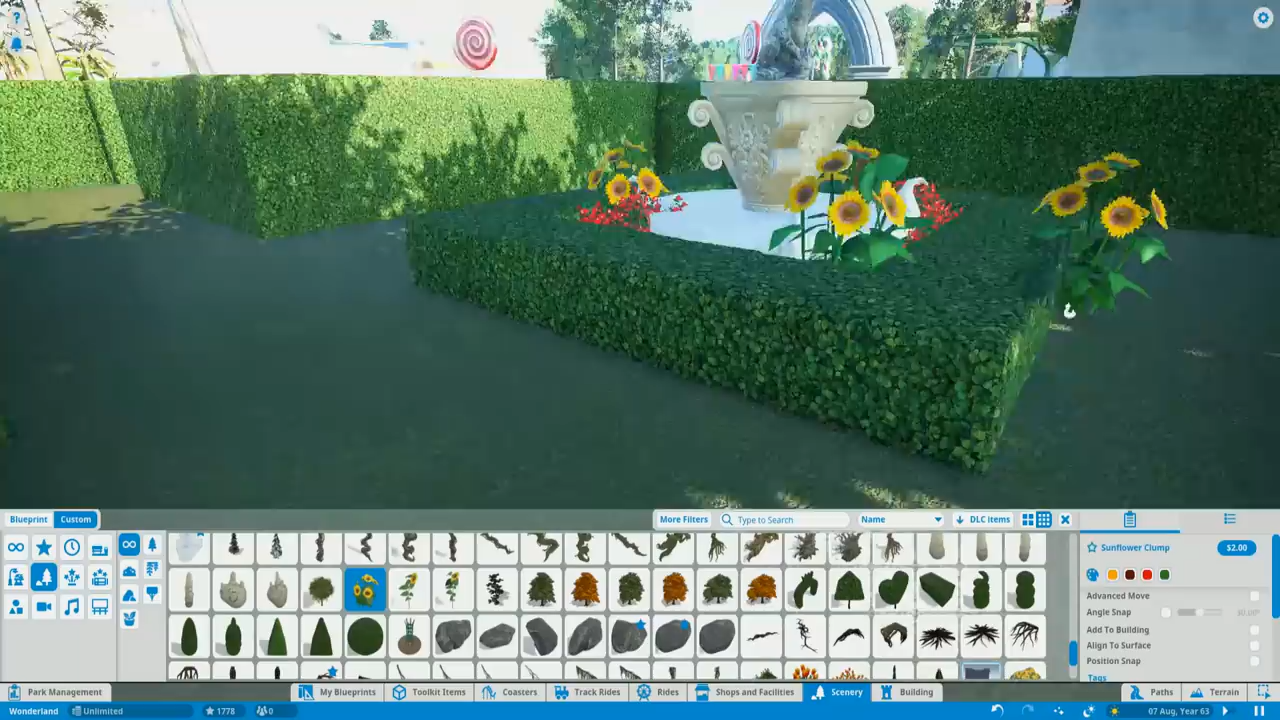 Blueprint Custom More Filters Type to Search Name DLC Items
Sunflower Clump $2.00
Advanced Move
Angle Snap
Add To Building
Align To Surface
Position Snap
Tags
Park Management My Blueprints Toolkit Items Coasters Track Rides Rides Shops and Facilities Scenery Building Paths Terrain
Wonderland Unlimited 1778 0 07 Aug, Year 63